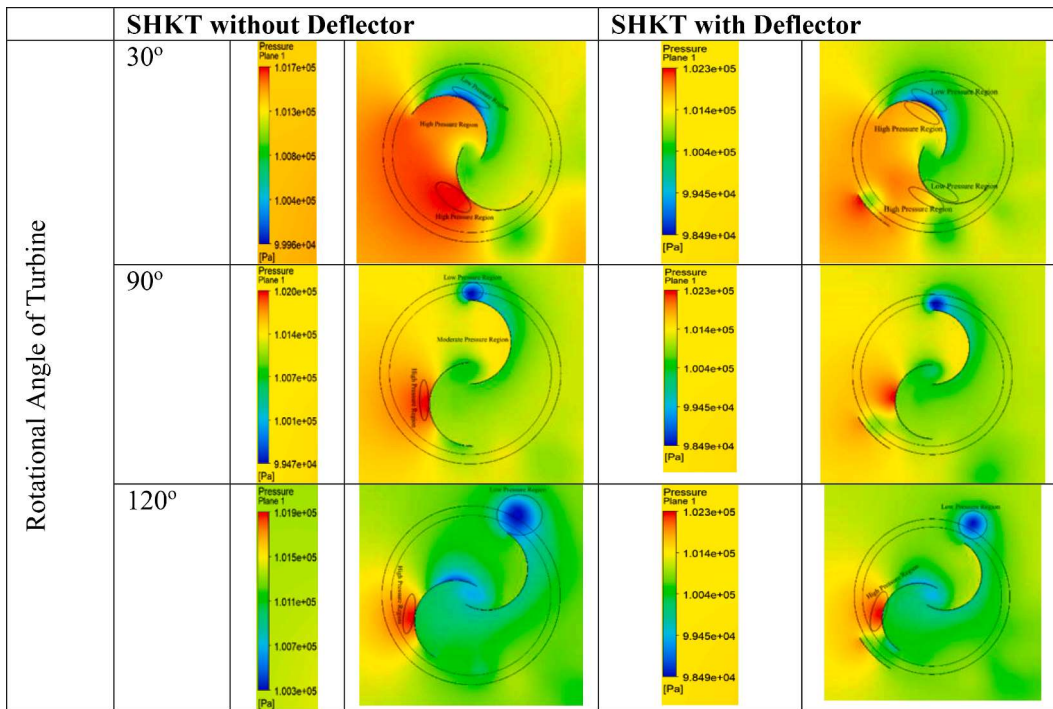 SHKT without Deflector
SHKT with Deflector
Rotational Angle of Turbine
30º
Pressure
Plane 1
1.017e+05
1.013e+05
1.008e+05
1.004e+05
9.996e+04
[Pa]
Low Pressure Region
High Pressure Region
High Pressure Region
Pressure
Plane 1
1.023e+05
1.014e+05
1.004e+05
9.945e+04
9.849e+04
[Pa]
Low Pressure Region
High Pressure Region
Low Pressure Region
High Pressure Region
90º
Pressure
Plane 1
1.020e+05
1.014e+05
1.007e+05
1.001e+05
9.947e+04
[Pa]
Low Pressure Region
Moderate Pressure Region
High Pressure Region
Pressure
Plane 1
1.023e+05
1.014e+05
1.004e+05
9.945e+04
9.849e+04
[Pa]
120º
Pressure
Plane 1
1.019e+05
1.015e+05
1.011e+05
1.007e+05
1.003e+05
[Pa]
Low Pressure Region
High Pressure Region
Pressure
Plane 1
1.023e+05
1.014e+05
1.004e+05
9.945e+04
9.849e+04
[Pa]
Low Pressure Region
High Pressure Region